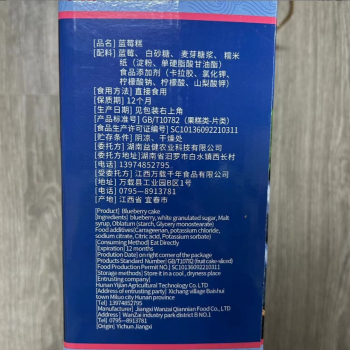 [品名] 蓝莓糕
[配料] 蓝莓、白砂糖、麦芽糖浆、糯米
纸（淀粉、单硬脂酸甘油酯）
食品添加剂（卡拉胶、氯化钾、
柠檬酸钠、柠檬酸、山梨酸钾）
[食用方法] 直接食用
[保质期] 12个月
[生产日期] 见包装右上角
[产品标准号] GB/T10782（果糕类-片类）
[食品生产许可证编号] SC10136092210311
[贮存条件] 阴凉、干燥处
[委托方] 湖南益健农业科技有限公司
[委托方地址] 湖南省汨罗市白水镇西长村
[电话] 13974852795
[受委托方] 江西万载千年食品有限公司
[地址] 万载县工业园B区1号
[电话] 0795-8813781
[产地] 江西省 宜春市
[Product] Blueberry cake
[Ingredients] blueberry, white granulated sugar, Malt
syrup, Oblatum (starch, Glycery monostearate)
Food additives (Carrageenan, potassium chloride,
sodium citrate, Citric acid, Potassium sorbate)
[Consuming Method] Eat Directly
[Expiration] 12 months
[Production Date] on right corner of the package
[Products Standard Number] GB/T10782 (fruit cake-sliced)
[Food Production Permit NO.] SC10136092210311
[Storage methods] Store it in a cool, dry place
[Entrusting company]
Hunan Yijian Agricultural Technology Co., LTD
[Address of entrusting party] Xichang village Baishui
town Miluo city Hunan province
[Tel] 13974852795
[Manufacturer] Jiangxi Wanzai Qiannian Food Co., LTD
[Address] WanZai industry park district B NO.1
[Tel] 0795-8813781
[Origin] Yichun Jiangxi